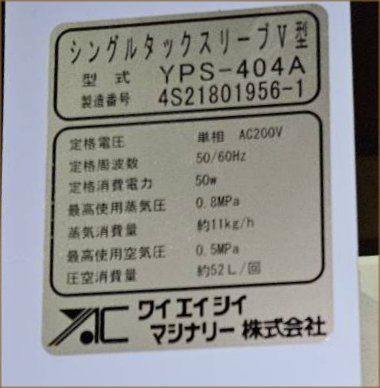 シングルタックスリーブV型
型式 YPS-404A
製造番号 4S21801956-1
定格電圧 単相 AC200V
定格周波数 50/60Hz
定格消費電力 50w
最高使用蒸気圧 0.8MPa
蒸気消費量 約11kg/h
最高使用空気圧 0.5MPa
圧空消費量 約52L/回
YAC ワイエイシイ
マシナリー株式会社